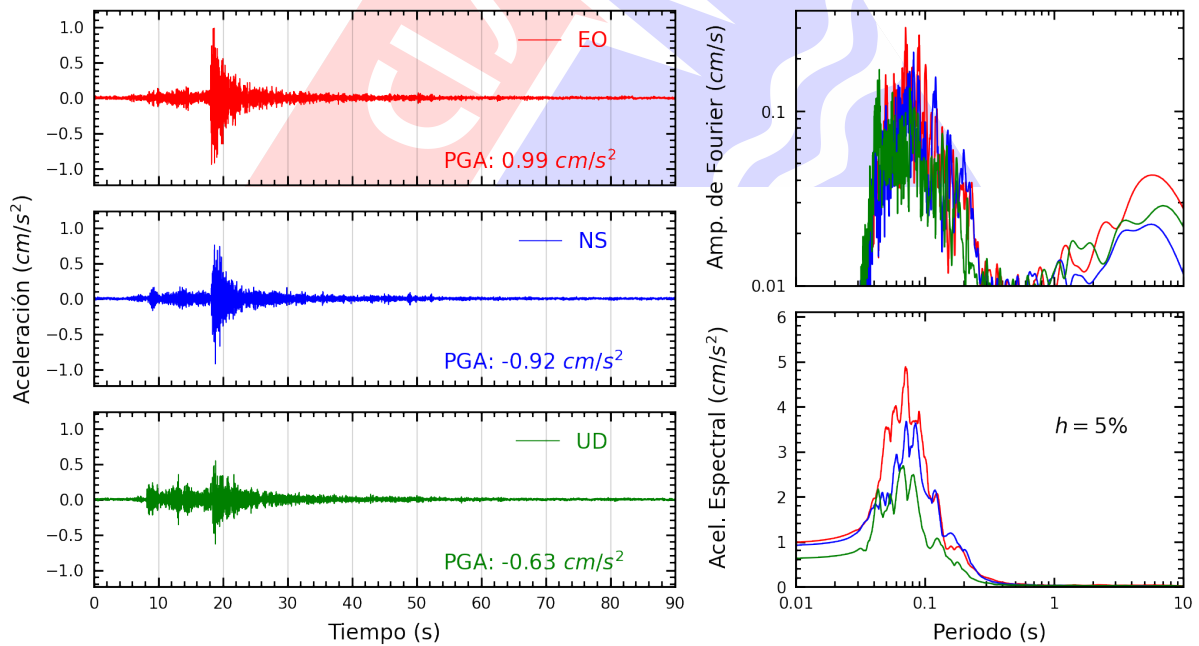 Aceleración (cm/s²)
1.0
0.5
0.0
−0.5
−1.0
EO
PGA: 0.99 cm/s²
1.0
0.5
0.0
−0.5
−1.0
NS
PGA: -0.92 cm/s²
1.0
0.5
0.0
−0.5
−1.0
UD
PGA: -0.63 cm/s²
0 10 20 30 40 50 60 70 80 90
Tiempo (s)
Amp. de Fourier (cm/s)
0.1
0.01
Acel. Espectral (cm/s²)
6
5
4
3
2
1
0
h = 5%
0.01 0.1 1 10
Periodo (s)